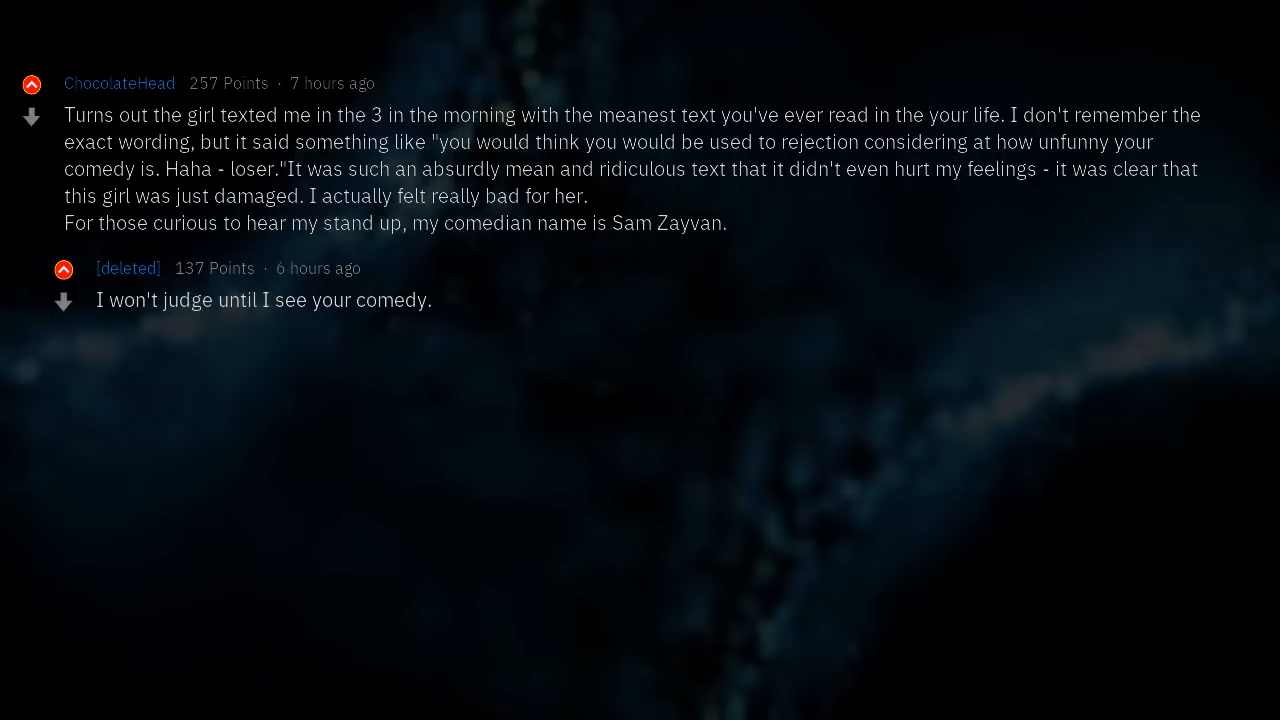 ChocolateHead 257 Points · 7 hours ago
Turns out the girl texted me in the 3 in the morning with the meanest text you've ever read in the your life. I don't remember the
exact wording, but it said something like "you would think you would be used to rejection considering at how unfunny your
comedy is. Haha - loser."It was such an absurdly mean and ridiculous text that it didn't even hurt my feelings - it was clear that
this girl was just damaged. I actually felt really bad for her.
For those curious to hear my stand up, my comedian name is Sam Zayvan.
[deleted] 137 Points · 6 hours ago
I won't judge until I see your comedy.